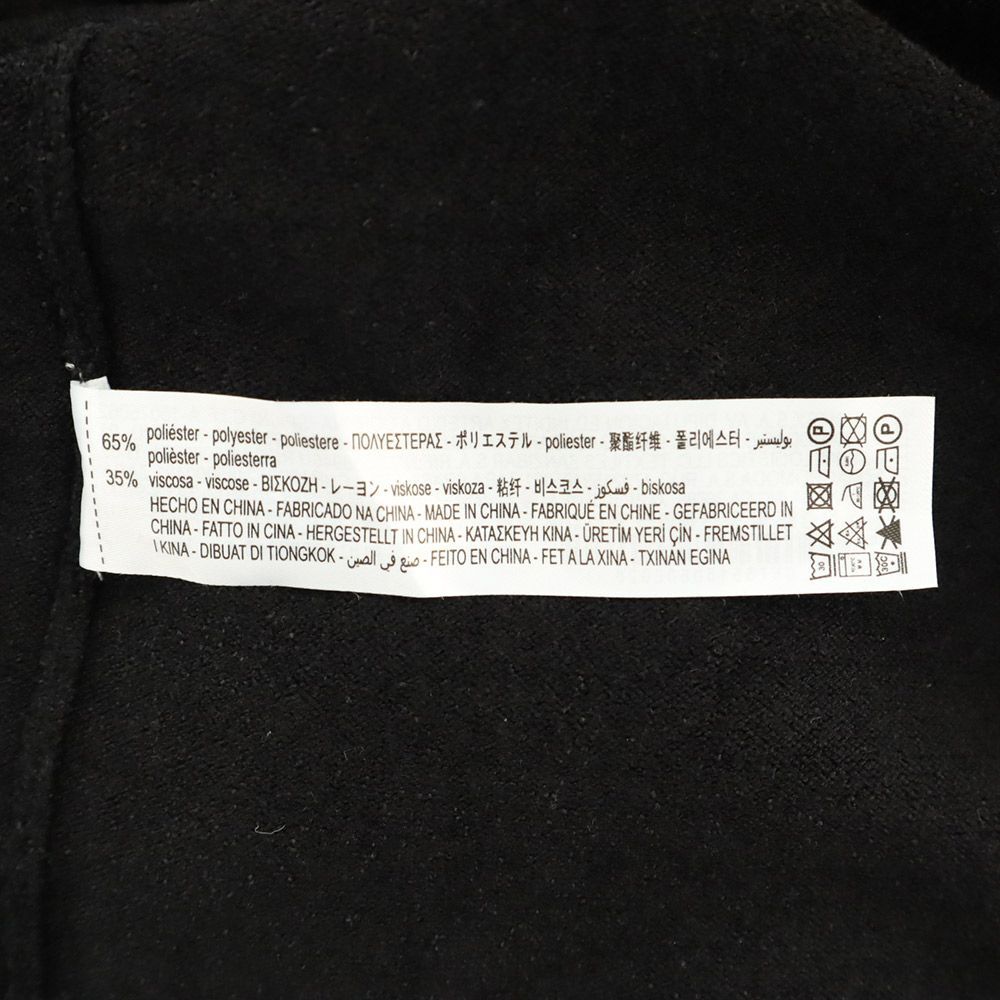 65% poliéster - polyester - poliestere - ΠΟΛΥΕΣΤΕΡΑΣ - ポリエステル - poliester - 聚酯纤维 - 폴리에스터 - بوليستير
polièster - poliesterra
35% viscosa - viscose - ΒΙΣΚΟΖΗ - レーヨン - viskose - viskoza - 粘纤 - 비스코스 - فسكوز - biskosa
HECHO EN CHINA - FABRICADO NA CHINA - MADE IN CHINA - FABRIQUÉ EN CHINE - GEFABRICEERD IN
CHINA - FATTO IN CINA - HERGESTELLT IN CHINA - ΚΑΤΑΣΚΕΥΗ ΚΙΝΑ - ÜRETİM YERİ ÇİN - FREMSTILLET
I KINA - DIBUAT DI TIONGKOK - صنع في الصين - FEITO EN CHINA - FET A LA XINA - TXINAN EGINA
P P
30 30C